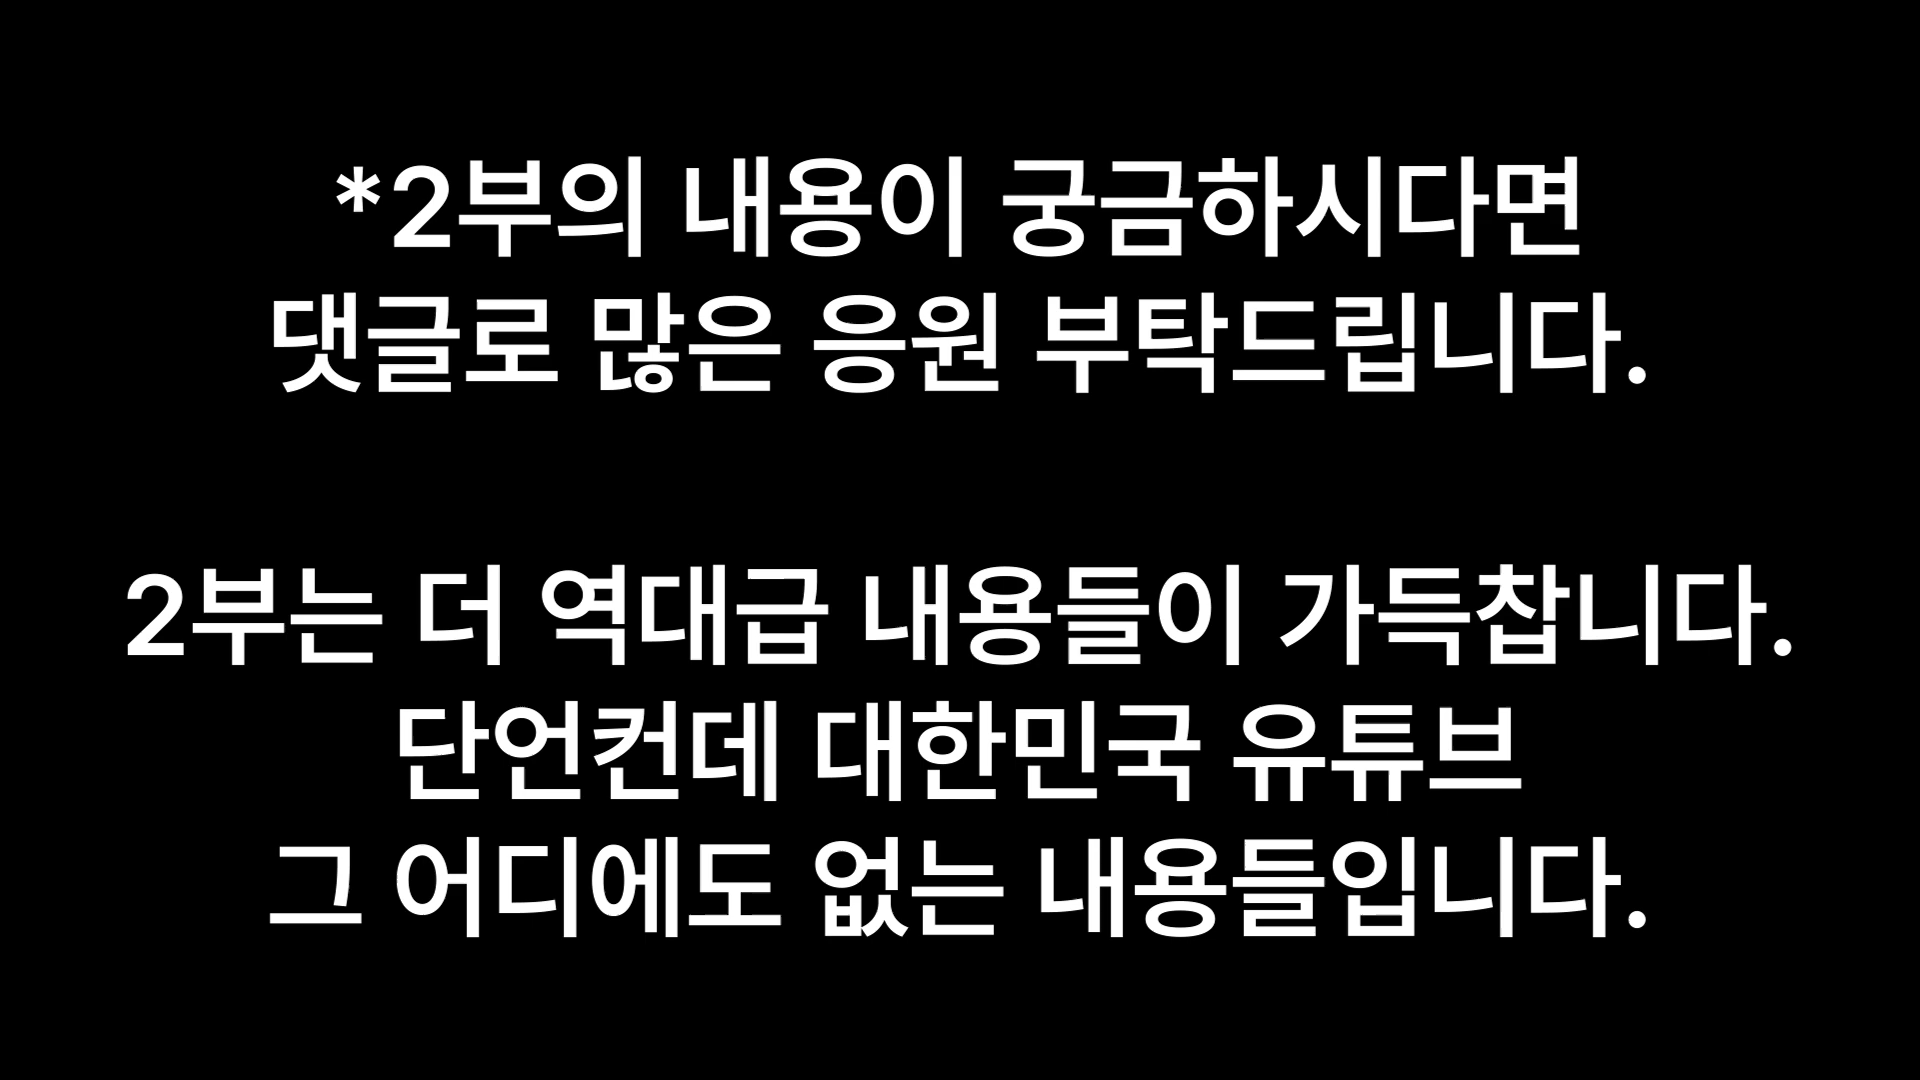 *2부의 내용이 궁금하시다면
댓글로 많은 응원 부탁드립니다.
2부는 더 역대급 내용들이 가득찹니다.
단언컨데 대한민국 유튜브
그 어디에도 없는 내용들입니다.